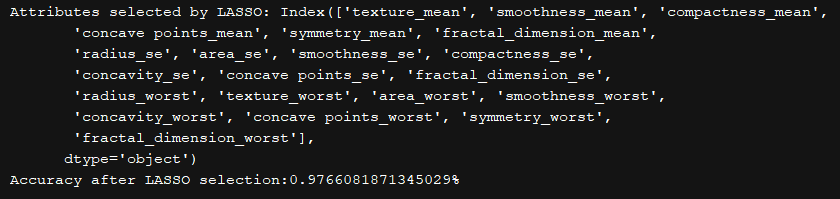 Attributes selected by LASSO: Index(['texture_mean', 'smoothness_mean', 'compactness_mean',
'concave points_mean', 'symmetry_mean', 'fractal_dimension_mean',
'radius_se', 'area_se', 'smoothness_se', 'compactness_se',
'concavity_se', 'concave points_se', 'fractal_dimension_se',
'radius_worst', 'texture_worst', 'area_worst', 'smoothness_worst',
'concavity_worst', 'concave points_worst', 'symmetry_worst',
'fractal_dimension_worst'],
dtype='object')
Accuracy after LASSO selection:0.9766081871345029%